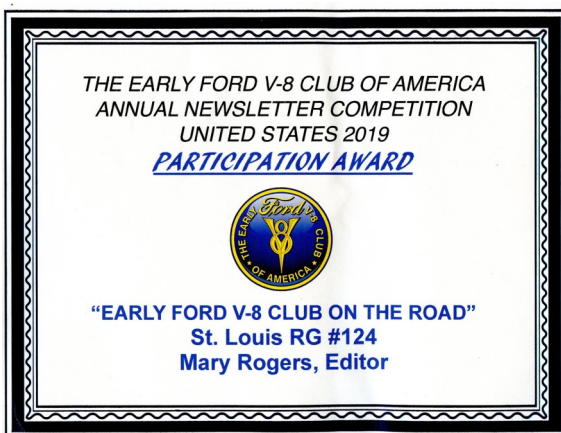 THE EARLY FORD V-8 CLUB OF AMERICA
ANNUAL NEWSLETTER COMPETITION
UNITED STATES 2019
PARTICIPATION AWARD
THE EARLY Ford V-8 CLUB
V8
OF AMERICA
“EARLY FORD V-8 CLUB ON THE ROAD”
St. Louis RG #124
Mary Rogers, Editor